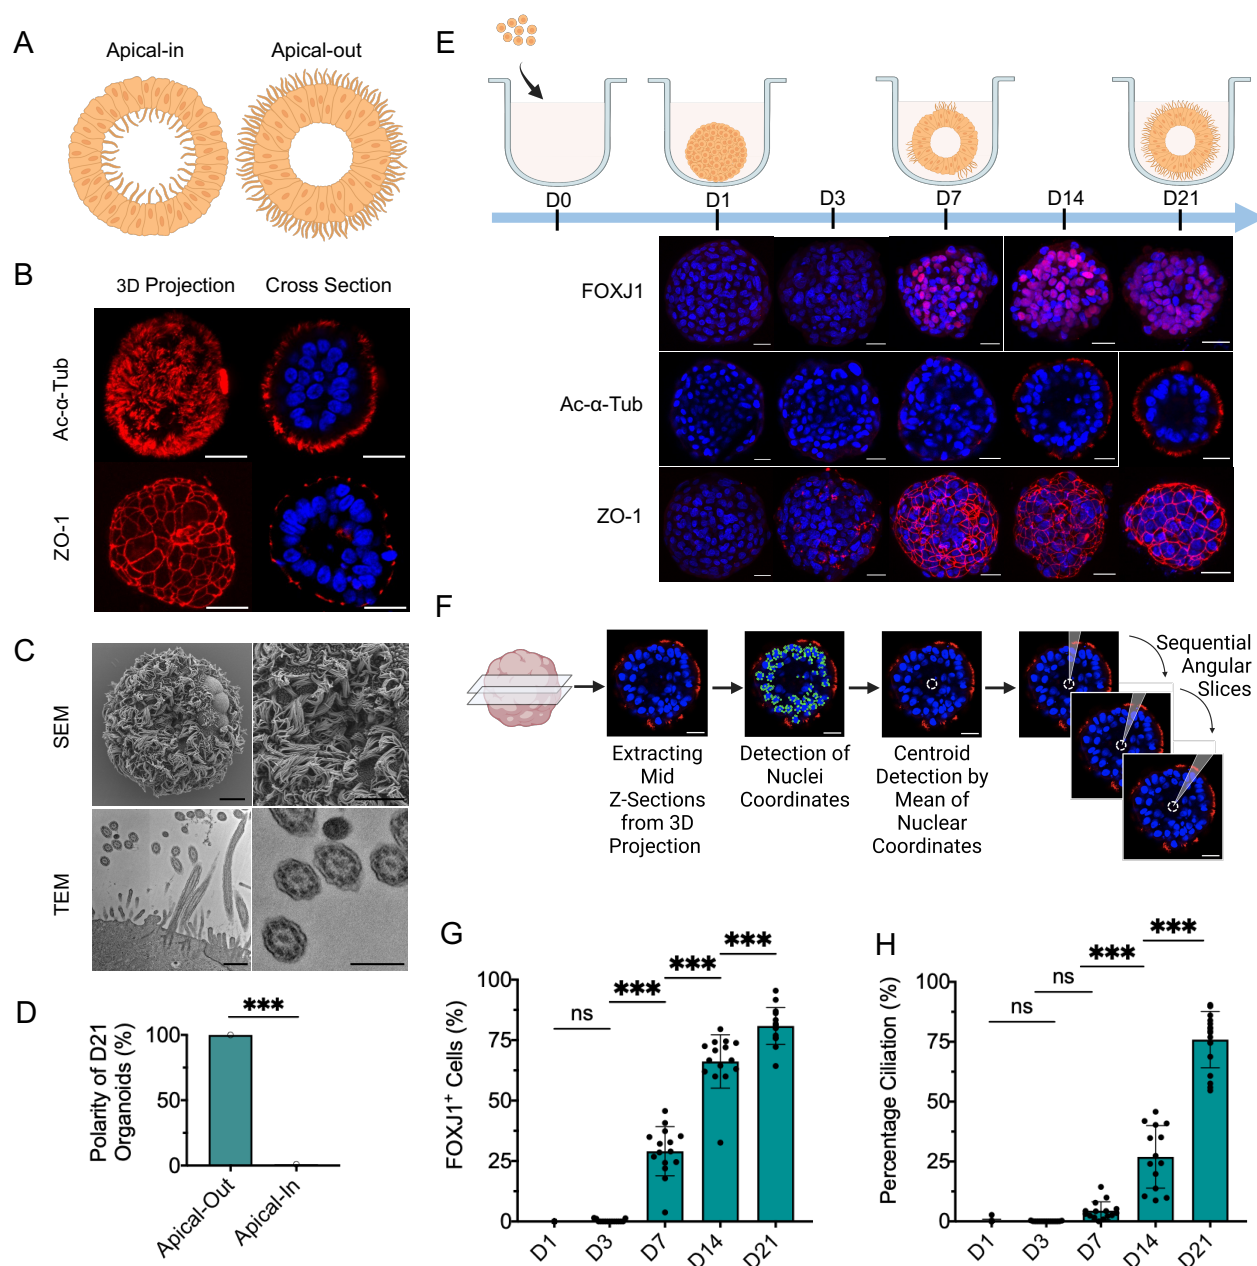 A
Apical-in
Apical-out
B
3D Projection
Cross Section
Ac-α-Tub
ZO-1
C
SEM
TEM
D
***
Polarity of D21
Organoids (%)
100
50
0
Apical-Out
Apical-In
E
D0
D1
D3
D7
D14
D21
FOXJ1
Ac-α-Tub
ZO-1
F
Extracting
Mid
Z-Sections
from 3D
Projection
Detection of
Nuclei
Coordinates
Centroid
Detection by
Mean of
Nuclear
Coordinates
Sequential
Angular
Slices
G
FOXJ1+ Cells (%)
100
75
50
25
0
ns
***
***
***
D1
D3
D7
D14
D21
H
Percentage Ciliation (%)
100
75
50
25
0
ns
ns
***
***
D1
D3
D7
D14
D21